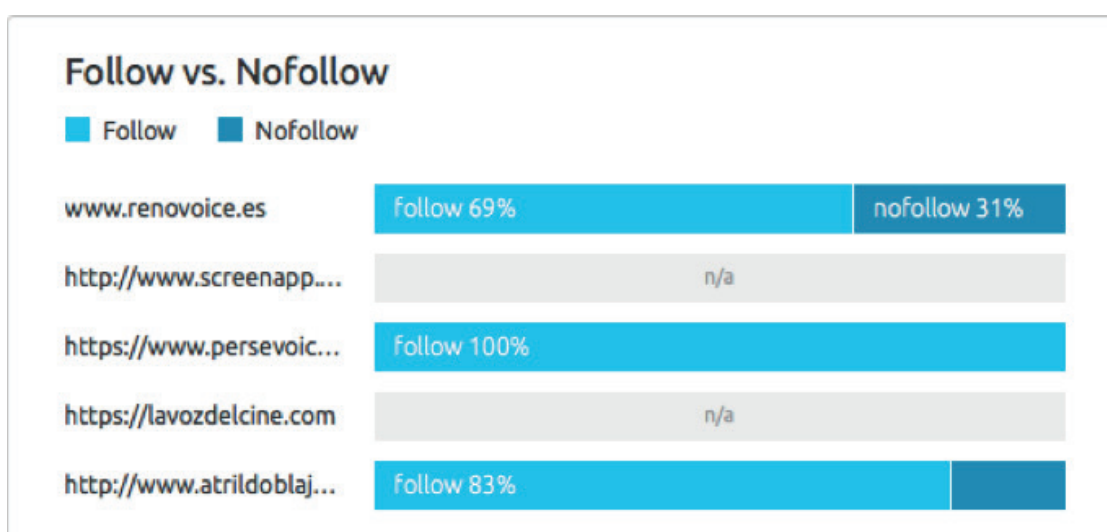 Follow vs. Nofollow
Follow Nofollow
www.renovoice.es follow 69% nofollow 31%
http://www.screenapp.... n/a
https://www.persevoic... follow 100%
https://lavozdelcine.com n/a
http://www.atrildoblaj... follow 83%